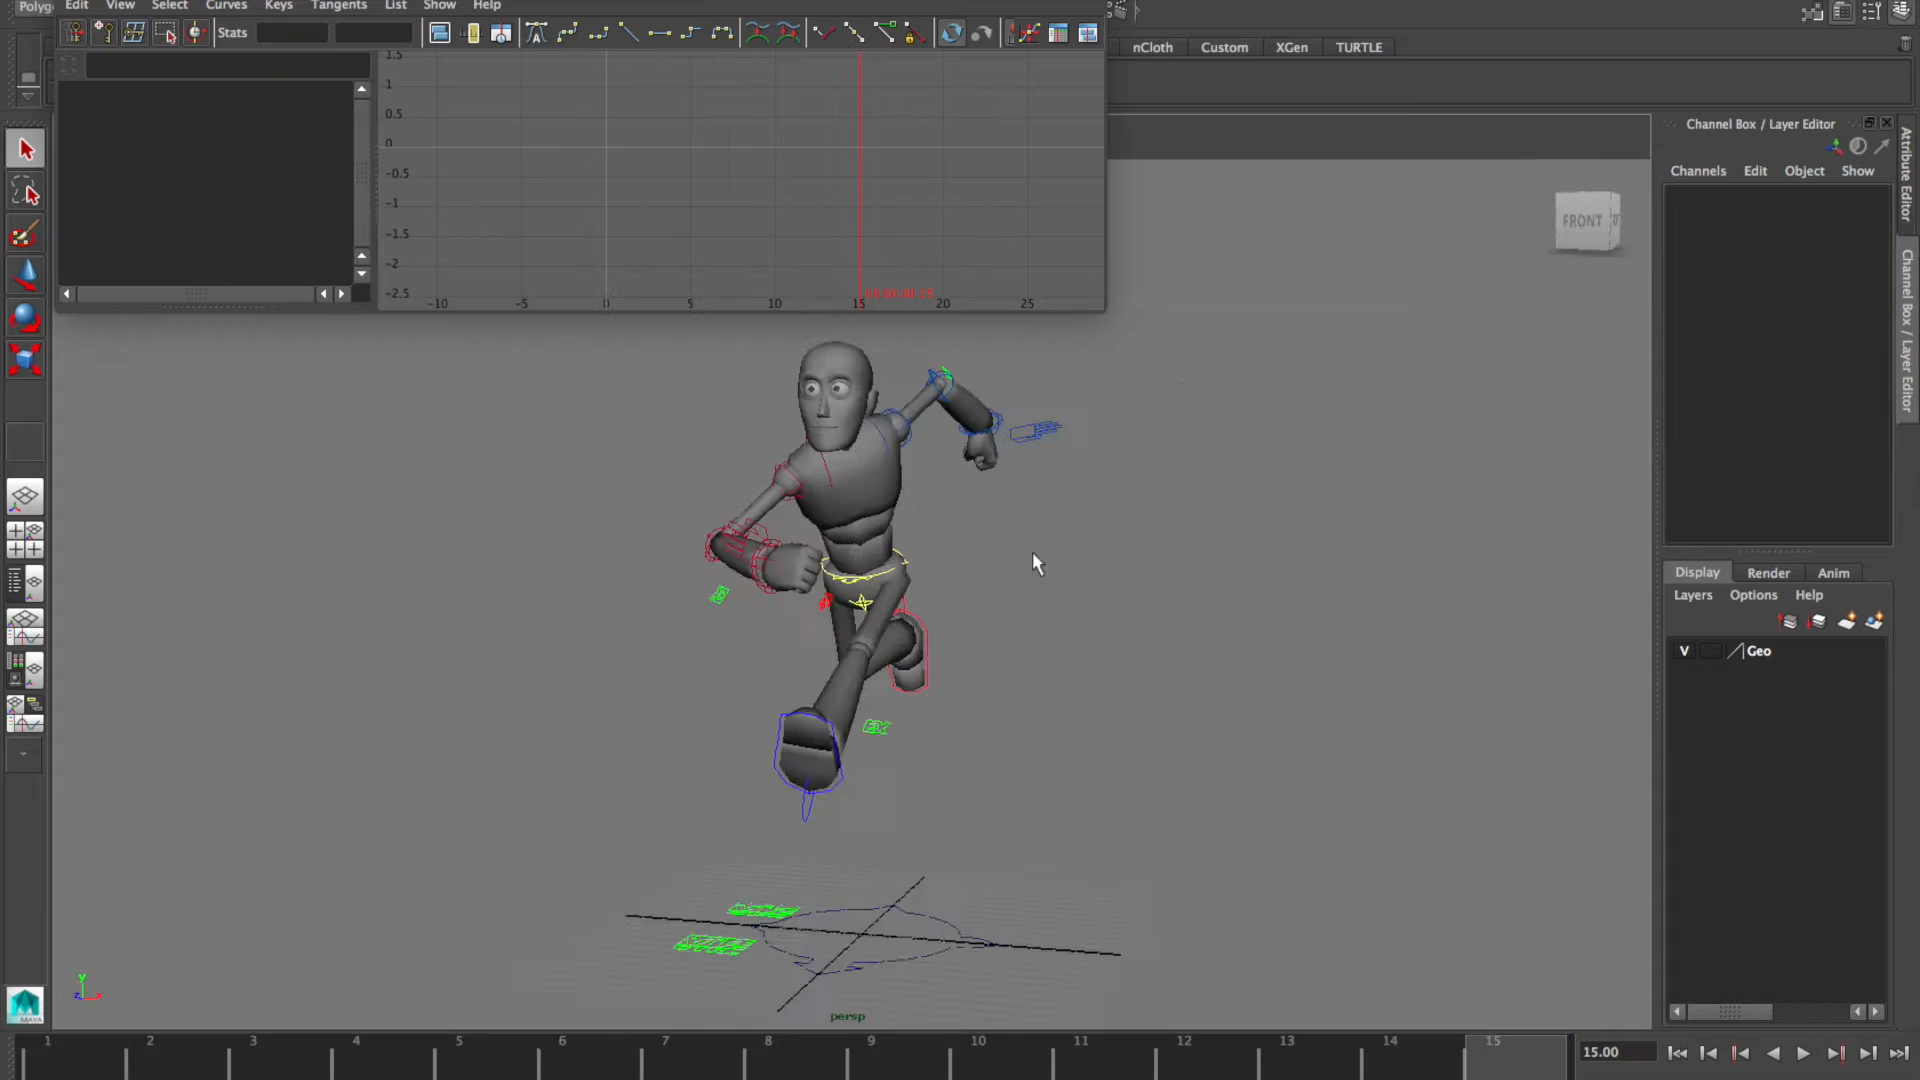 Polyg
Edit View Select Curves Keys Tangents List Show Help
Stats
nCloth Custom XGen TURTLE
1.5
1
0.5
0
-0.5
-1
-1.5
-2
-2.5
-10 -5 0 5 10 15 20 25
Channel Box / Layer Editor
Channels Edit Object Show
Attribute Editor
Channel Box / Layer Editor
FRONT
Display Render Anim
Layers Options Help
V Geo
y
z
MAYA
persp
1 2 3 4 5 6 7 8 9 10 11 12 13 14 15
15.00